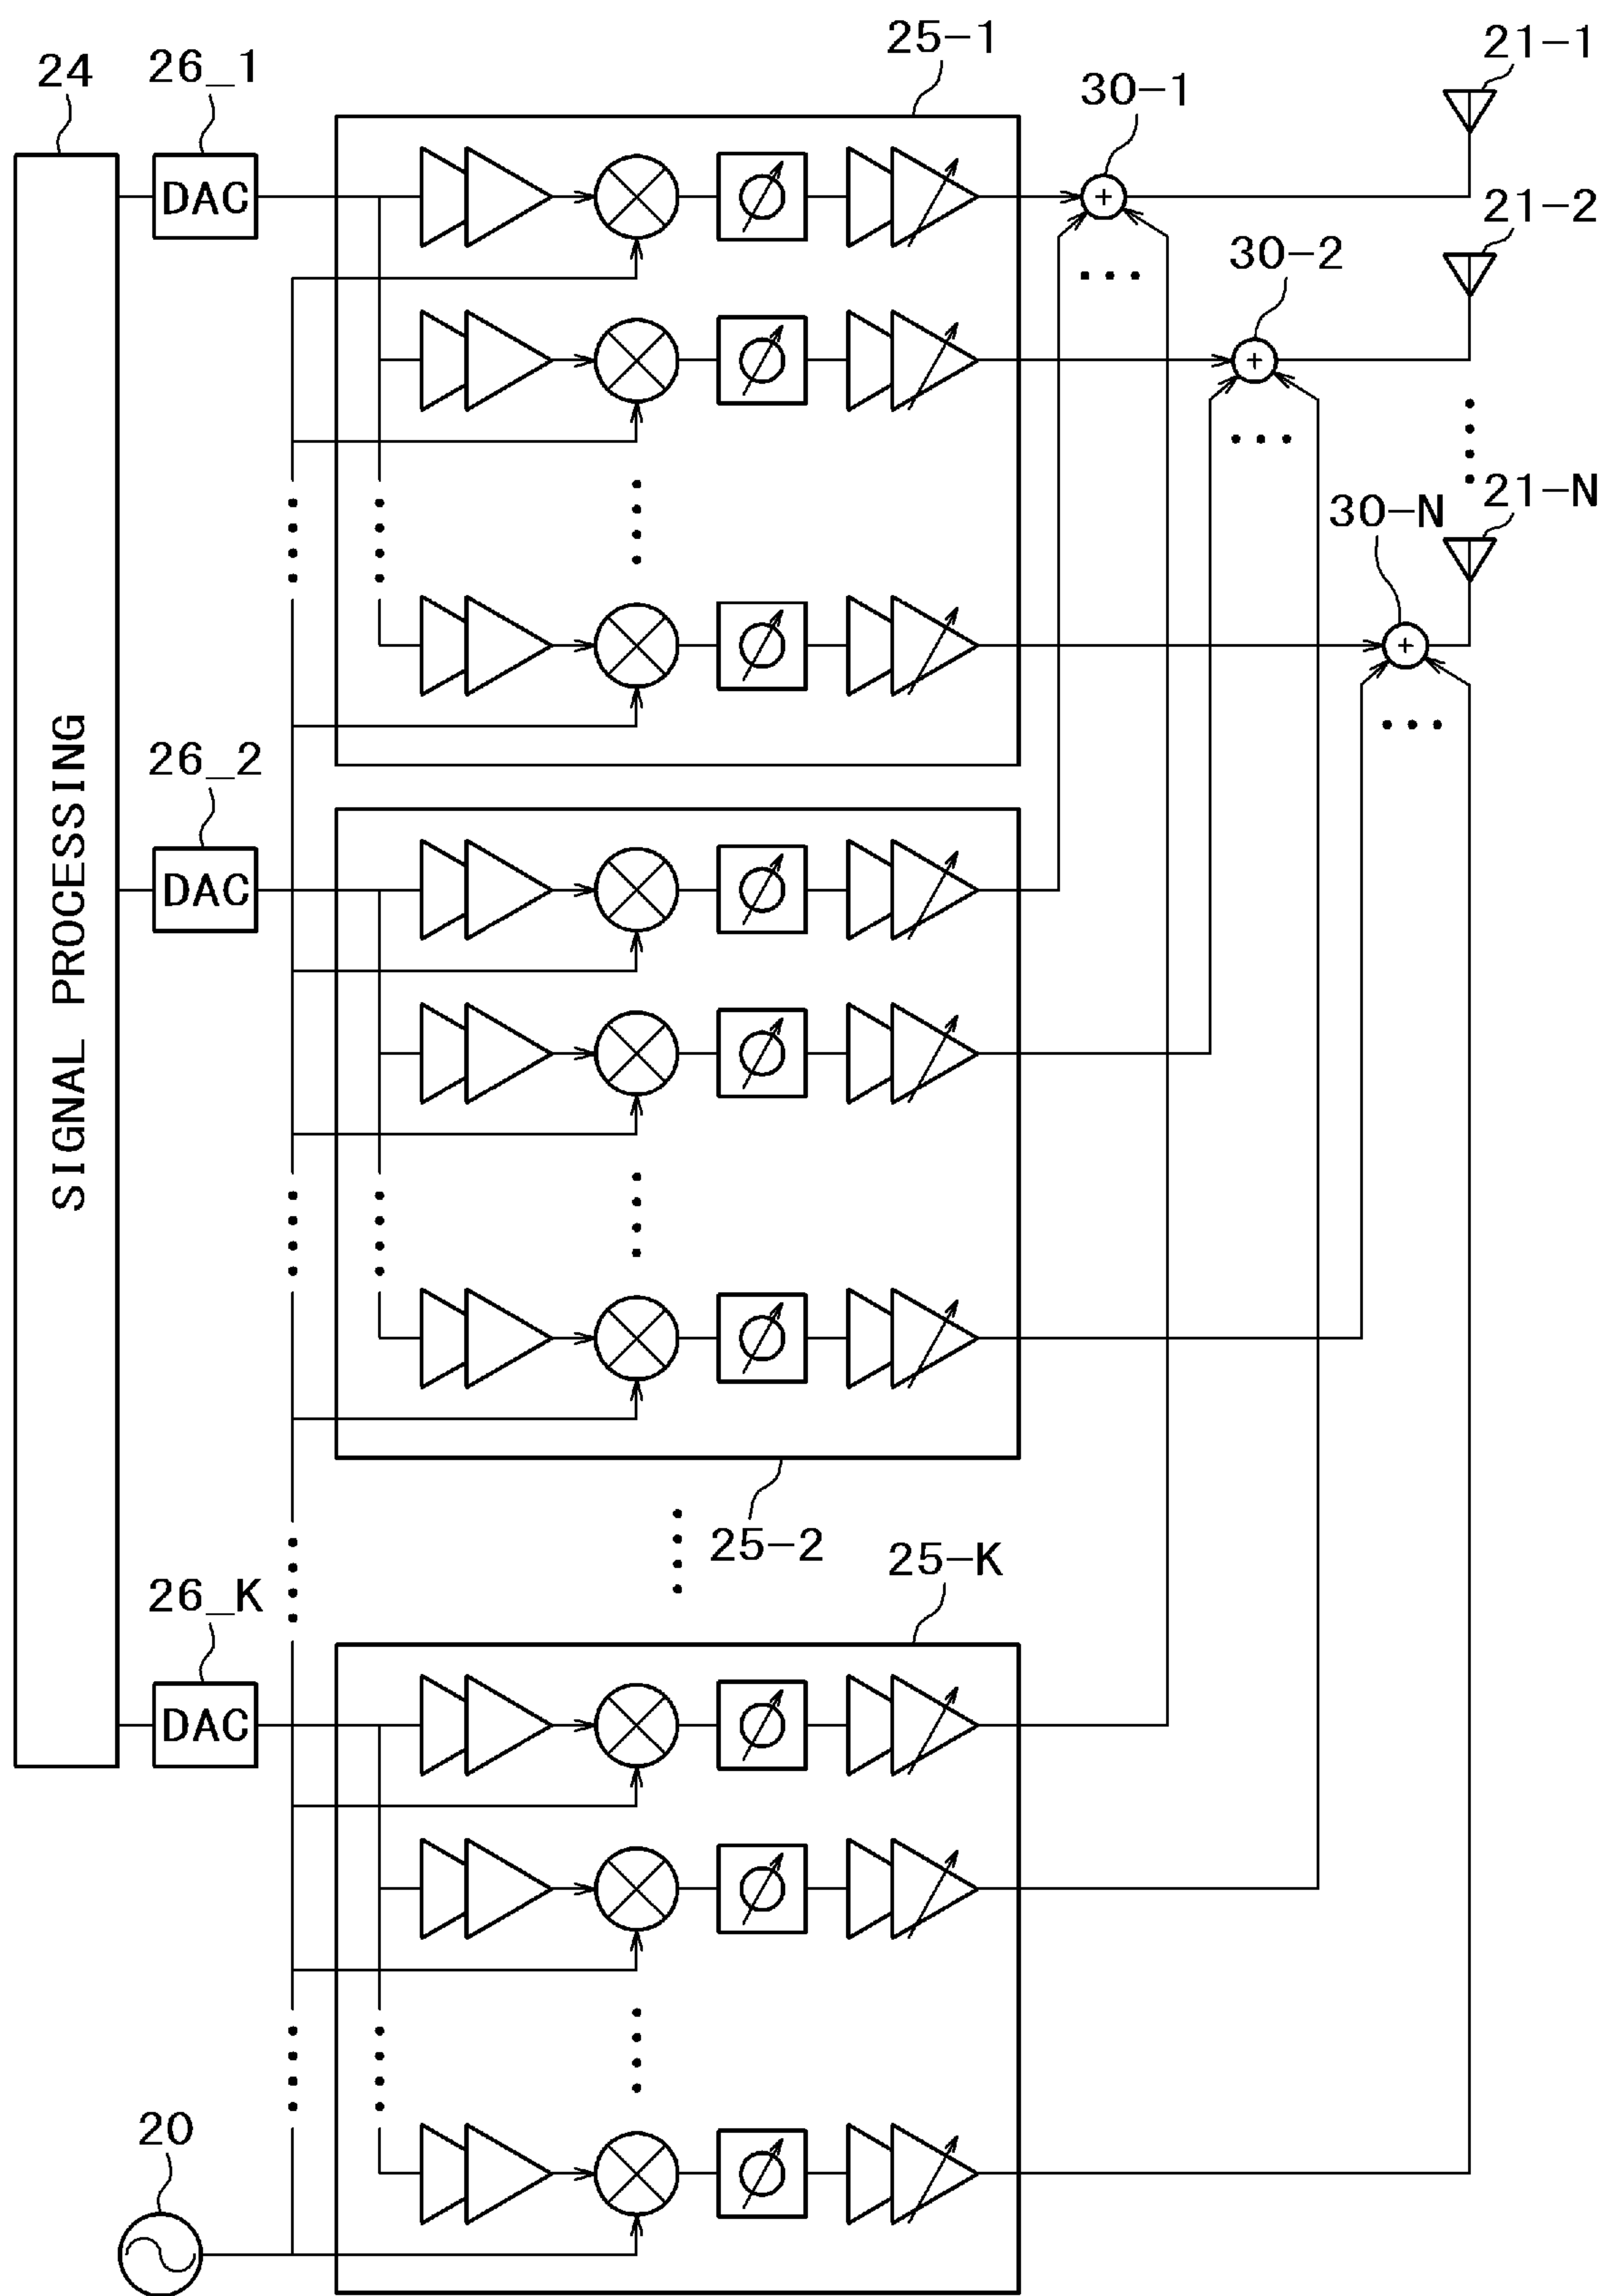 25-1
21-1
24
26_1
30-1
DAC
21-2
30-2
21-N
30-N
SIGNAL PROCESSING
26_2
DAC
25-2
25-K
26_K
DAC
20